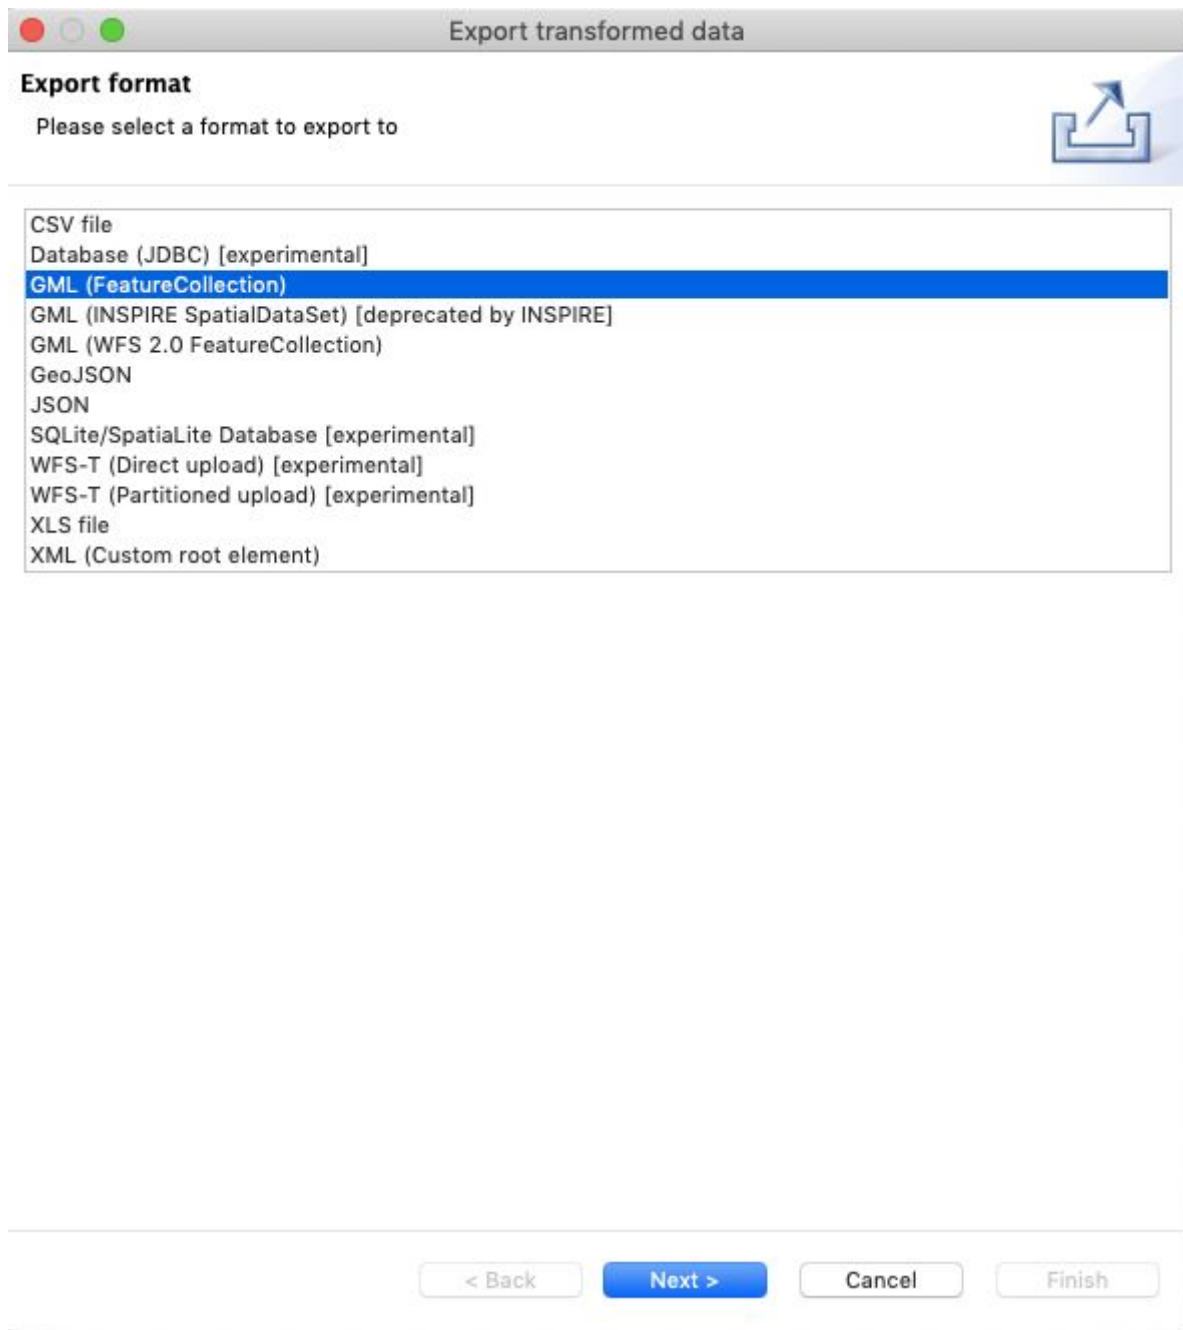 Export transformed data
Export format
Please select a format to export to
CSV file
Database (JDBC) [experimental]
GML (FeatureCollection)
GML (INSPIRE SpatialDataSet) [deprecated by INSPIRE]
GML (WFS 2.0 FeatureCollection)
GeoJSON
JSON
SQLite/SpatiaLite Database [experimental]
WFS-T (Direct upload) [experimental]
WFS-T (Partitioned upload) [experimental]
XLS file
XML (Custom root element)
< Back Next > Cancel Finish